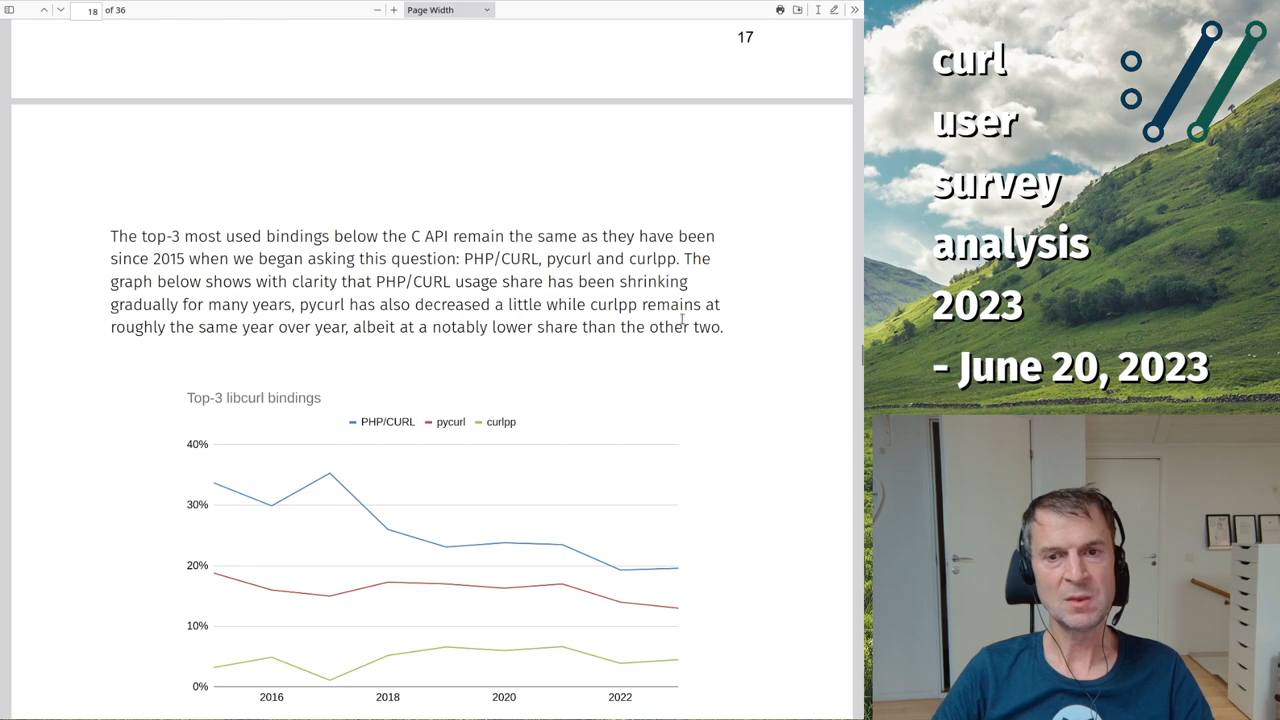 18 of 36
Page Width
17
The top-3 most used bindings below the C API remain the same as they have been
since 2015 when we began asking this question: PHP/CURL, pycurl and curlpp. The
graph below shows with clarity that PHP/CURL usage share has been shrinking
gradually for many years, pycurl has also decreased a little while curlpp remains at
roughly the same year over year, albeit at a notably lower share than the other two.
Top-3 libcurl bindings
PHP/CURL pycurl curlpp
40%
30%
20%
10%
0%
2016 2018 2020 2022
curl
user
survey
analysis
2023
- June 20, 2023